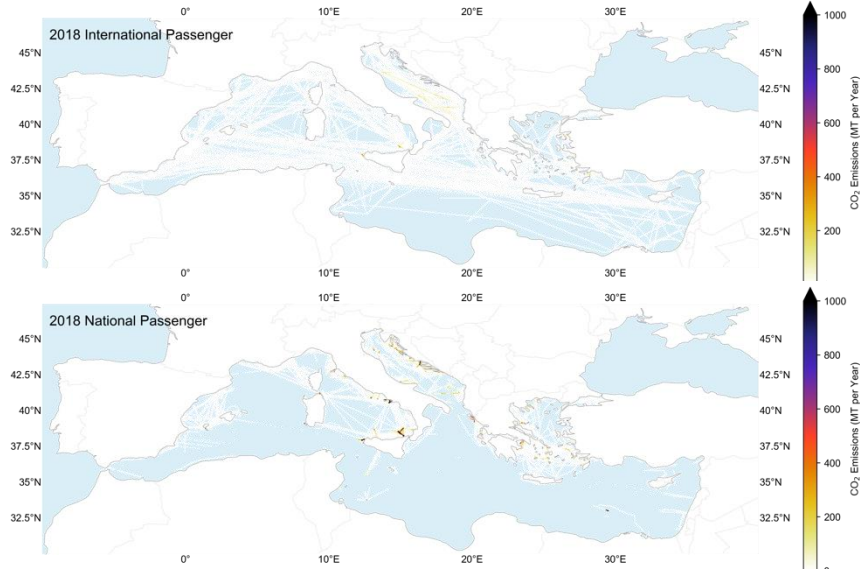 0° 10°E 20°E 30°E
2018 International Passenger
45°N 45°N
42.5°N 42.5°N
40°N 40°N
37.5°N 37.5°N
35°N 35°N
32.5°N 32.5°N
0° 10°E 20°E 30°E
1000
800
600
400
200
CO₂ Emissions (MT per Year)
0° 10°E 20°E 30°E
2018 National Passenger
45°N 45°N
42.5°N 42.5°N
40°N 40°N
37.5°N 37.5°N
35°N 35°N
32.5°N 32.5°N
0° 10°E 20°E 30°E
1000
800
600
400
200
CO₂ Emissions (MT per Year)